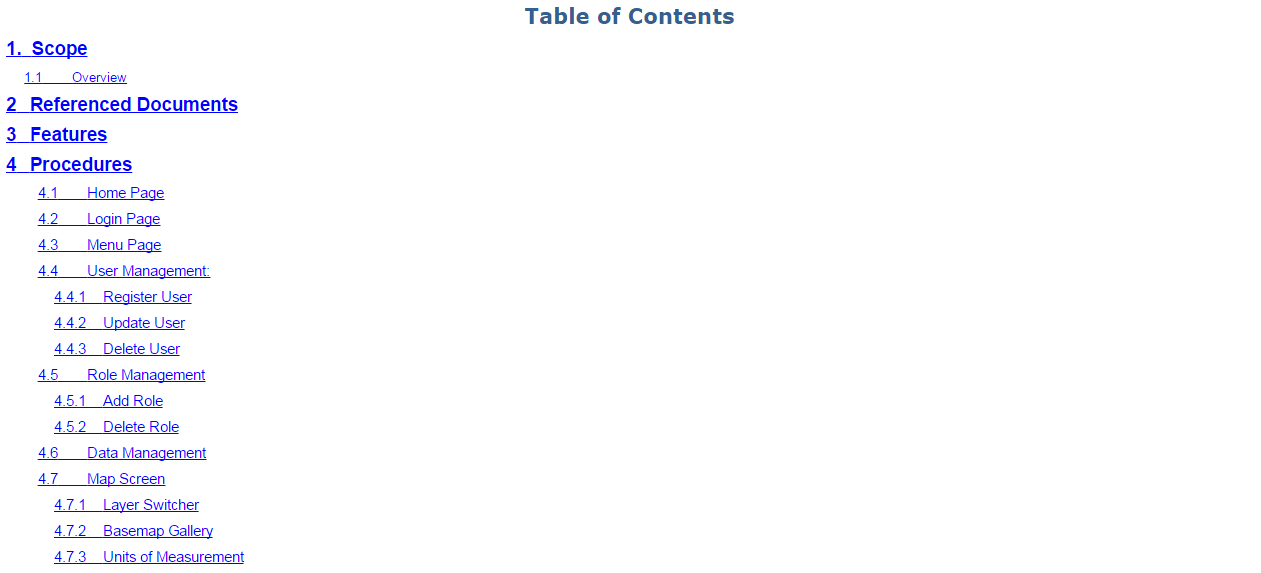 Table of Contents
1. Scope
1.1 Overview
2 Referenced Documents
3 Features
4 Procedures
4.1 Home Page
4.2 Login Page
4.3 Menu Page
4.4 User Management:
4.4.1 Register User
4.4.2 Update User
4.4.3 Delete User
4.5 Role Management
4.5.1 Add Role
4.5.2 Delete Role
4.6 Data Management
4.7 Map Screen
4.7.1 Layer Switcher
4.7.2 Basemap Gallery
4.7.3 Units of Measurement